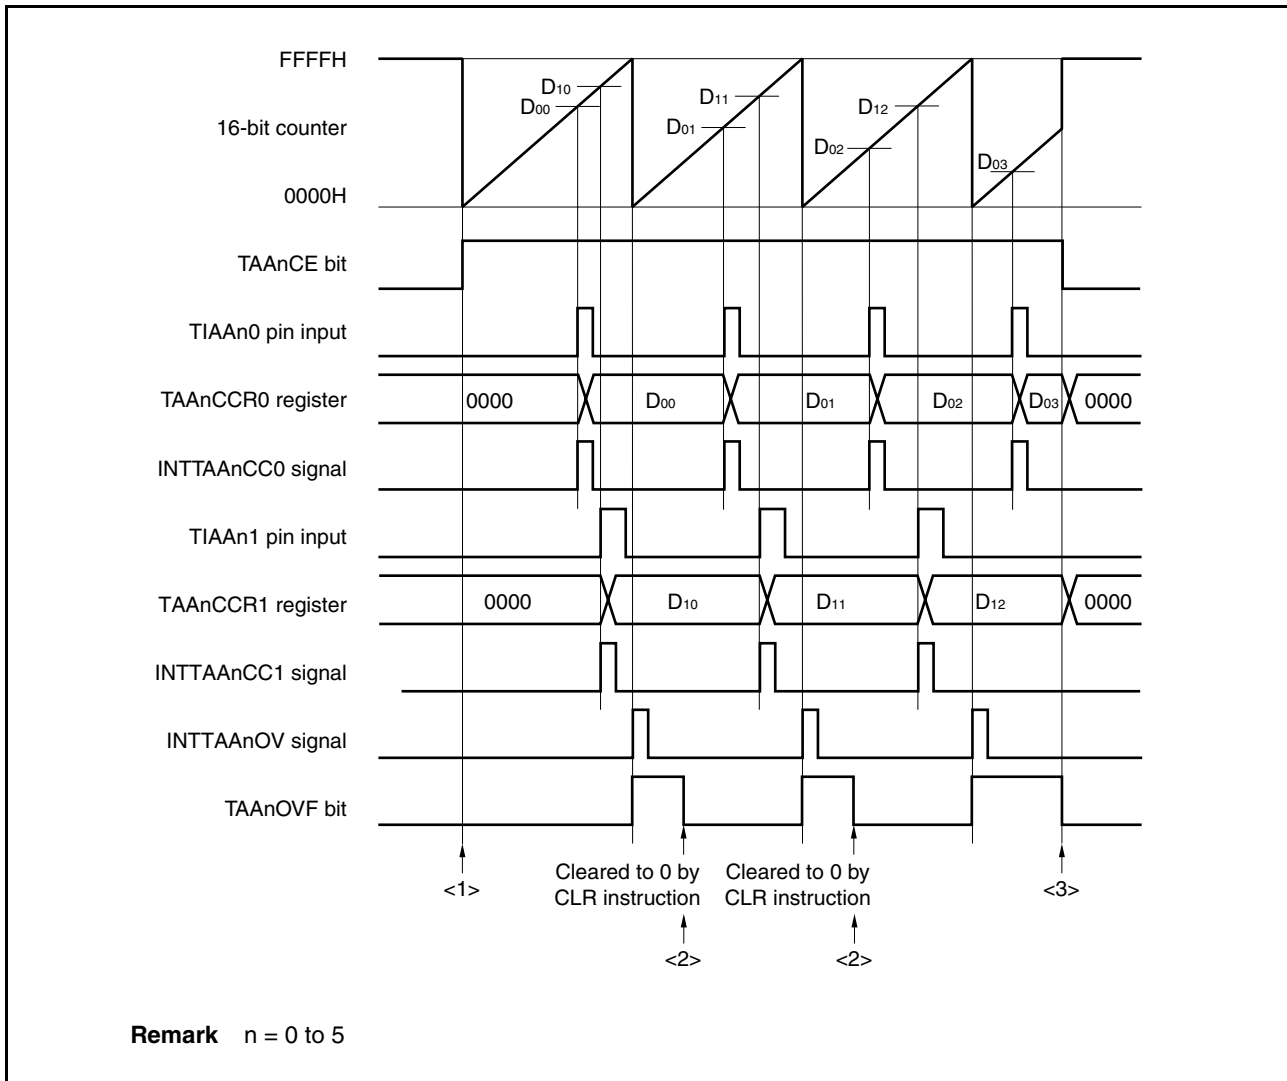 FFFFH
D10
D00
D11
D12
16-bit counter
D01
D02
D03
0000H
TAAnCE bit
TIAAn0 pin input
TAAnCCR0 register
0000 D00 D01 D02 D03 0000
INTTAAnCC0 signal
TIAAn1 pin input
TAAnCCR1 register
0000 D10 D11 D12 0000
INTTAAnCC1 signal
INTTAAnOV signal
TAAnOVF bit
<1>
Cleared to 0 by
CLR instruction
Cleared to 0 by
CLR instruction
<3>
<2>
<2>
Remark n = 0 to 5